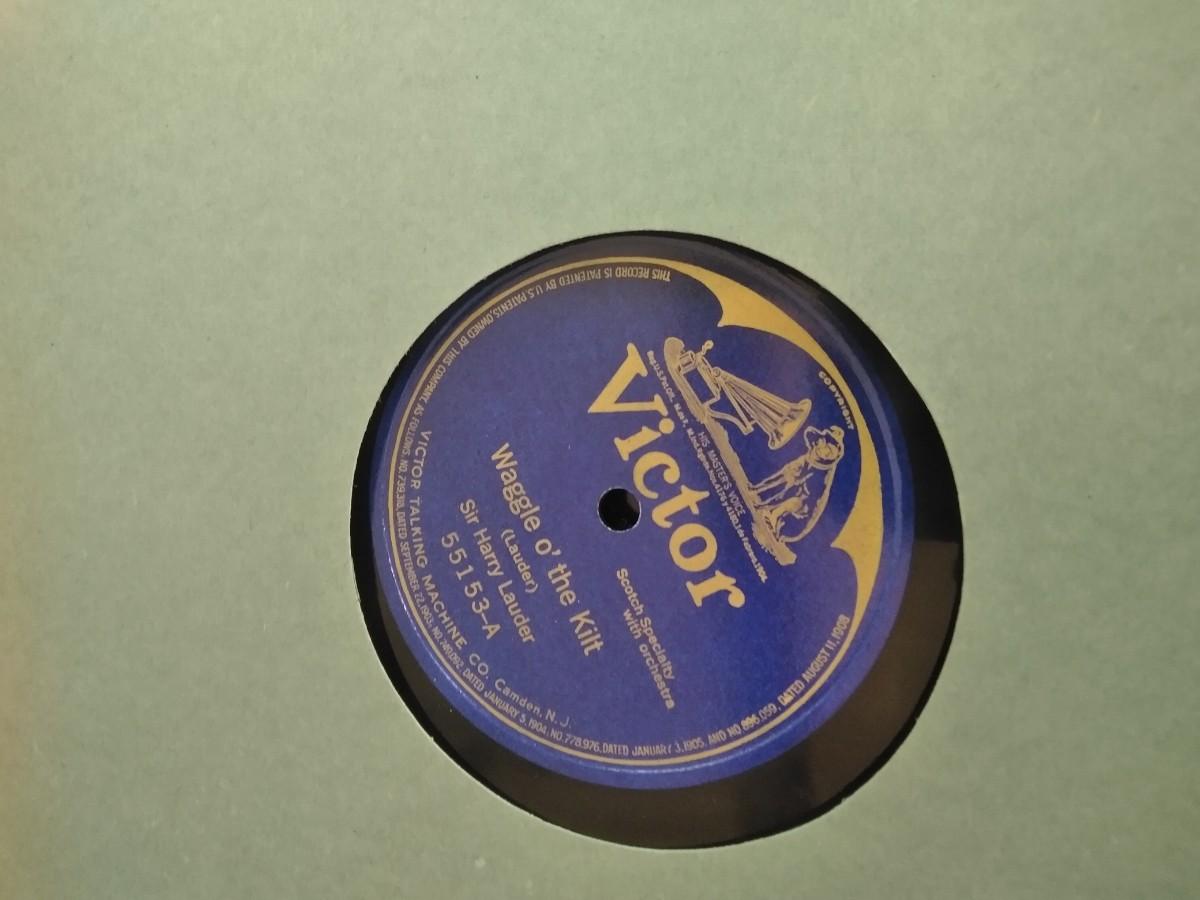 COPYRIGHT
HIS MASTER'S VOICE
Victor
Scotch Specialty
with orchestra
Waggle o' the Kilt
(Lauder)
Sir Harry Lauder
55153-A
VICTOR TALKING MACHINE CO. Camden, N. J.
THIS RECORD IS PATENTED BY U.S. PATENTS, OWNED BY THIS COMPANY, AS FOLLOWS, NO. 739,318, DATED SEPTEMBER 22, 1903; NO. 749,092, DATED JANUARY 5, 1904; NO. 778,976, DATED JANUARY 3, 1905, AND NO 896,059, DATED AUGUST 11, 1908